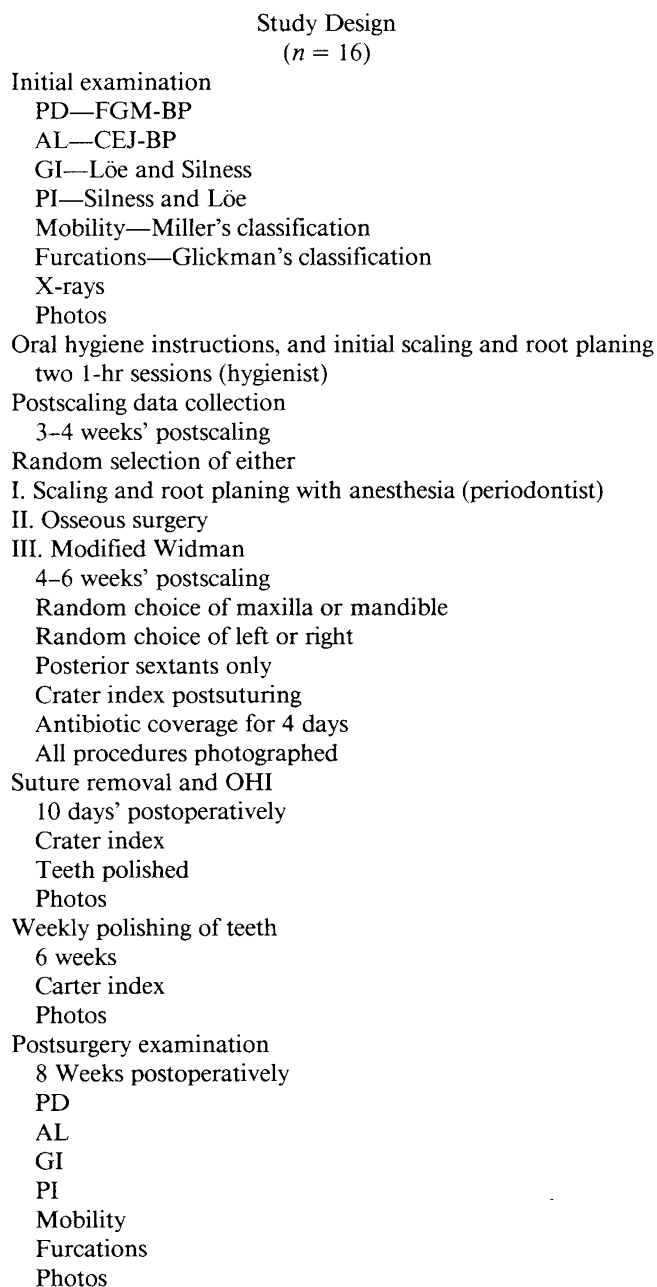 Study Design
(n = 16)
Initial examination
PD—FGM-BP
AL—CEJ-BP
GI—Löe and Silness
PI—Silness and Löe
Mobility—Miller's classification
Furcations—Glickman's classification
X-rays
Photos
Oral hygiene instructions, and initial scaling and root planing
two 1-hr sessions (hygienist)
Postscaling data collection
3–4 weeks' postscaling
Random selection of either
I. Scaling and root planing with anesthesia (periodontist)
II. Osseous surgery
III. Modified Widman
4–6 weeks' postscaling
Random choice of maxilla or mandible
Random choice of left or right
Posterior sextants only
Crater index postsuturing
Antibiotic coverage for 4 days
All procedures photographed
Suture removal and OHI
10 days' postoperatively
Crater index
Teeth polished
Photos
Weekly polishing of teeth
6 weeks
Carter index
Photos
Postsurgery examination
8 Weeks postoperatively
PD
AL
GI
PI
Mobility
Furcations
Photos